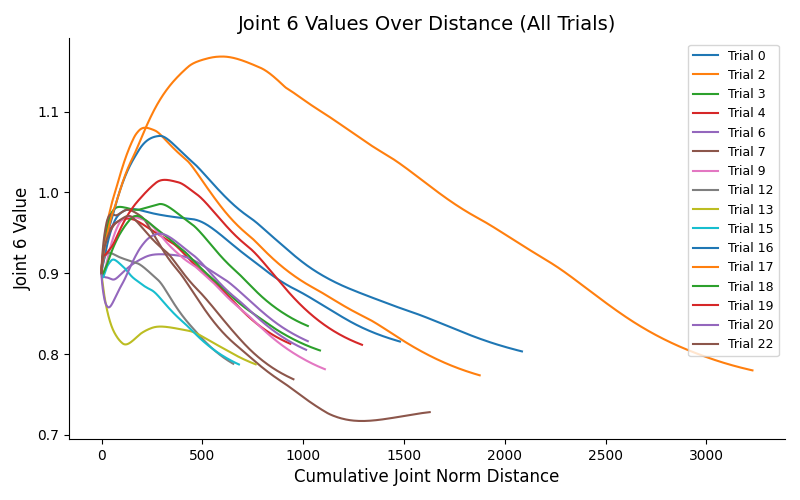 Joint 6 Values Over Distance (All Trials)
Joint 6 Value
1.1
1.0
0.9
0.8
0.7
0
500
1000
1500
2000
2500
3000
Cumulative Joint Norm Distance
Trial 0
Trial 2
Trial 3
Trial 4
Trial 6
Trial 7
Trial 9
Trial 12
Trial 13
Trial 15
Trial 16
Trial 17
Trial 18
Trial 19
Trial 20
Trial 22